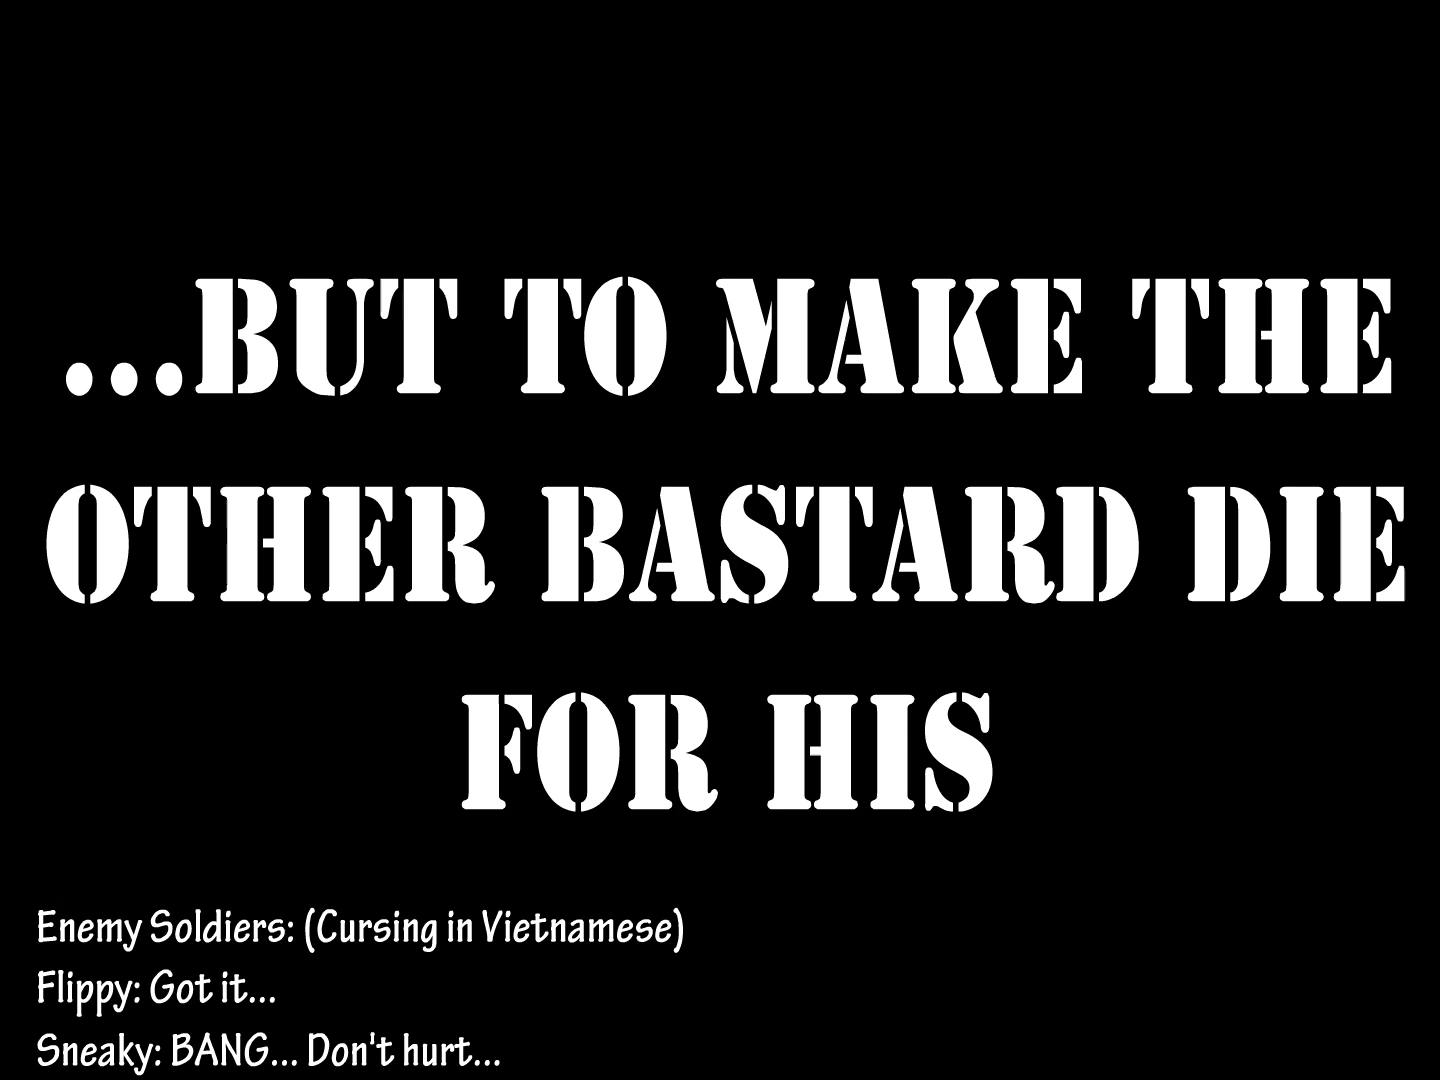 ...BUT TO MAKE THE
OTHER BASTARD DIE
FOR HIS
Enemy Soldiers: (Cursing in Vietnamese)
Flippy: Got it...
Sneaky: BANG... Don't hurt...